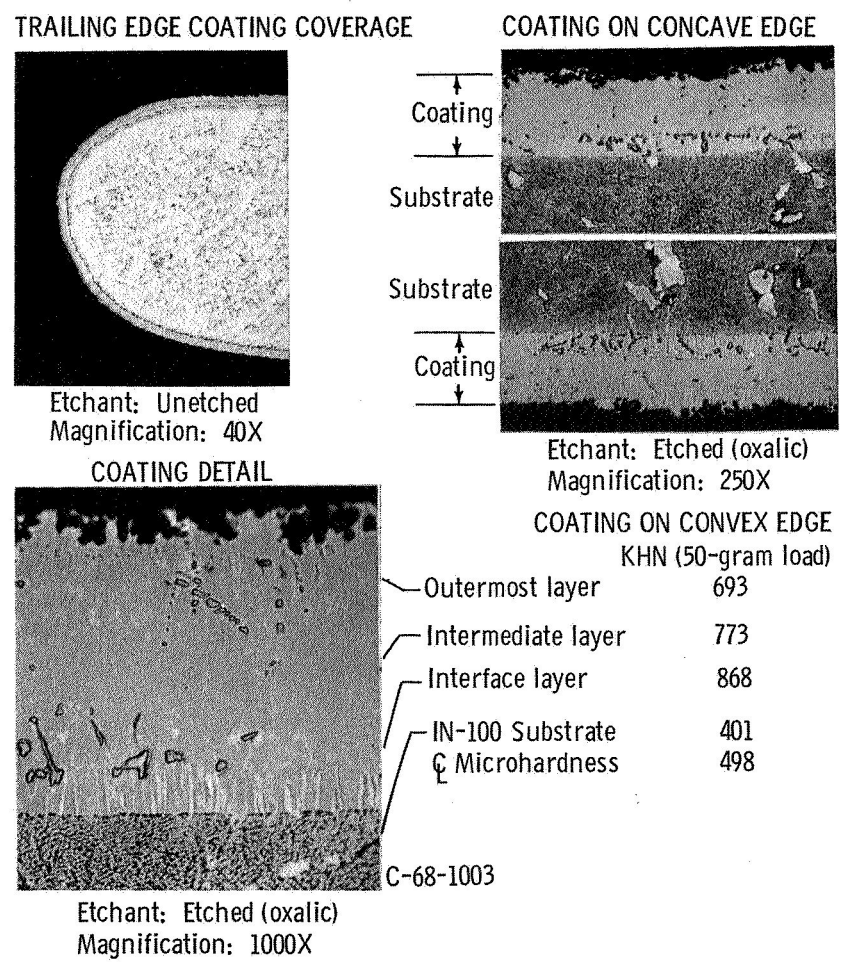 TRAILING EDGE COATING COVERAGE
COATING ON CONCAVE EDGE
Coating
Substrate
Substrate
Coating
Etchant: Unetched
Magnification: 40X
Etchant: Etched (oxalic)
Magnification: 250X
COATING DETAIL
COATING ON CONVEX EDGE
KHN (50-gram load)
Outermost layer 693
Intermediate layer 773
Interface layer 868
IN-100 Substrate 401
℄ Microhardness 498
C-68-1003
Etchant: Etched (oxalic)
Magnification: 1000X